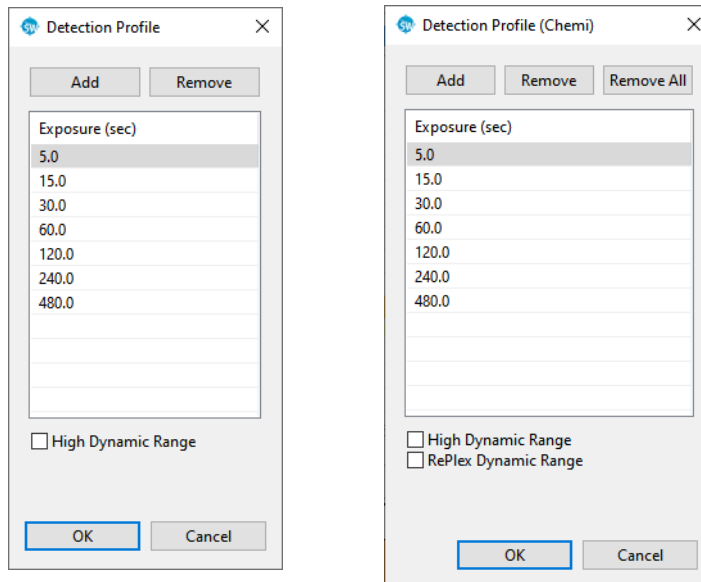 Detection Profile
Add Remove
Exposure (sec)
5.0
15.0
30.0
60.0
120.0
240.0
480.0
High Dynamic Range
OK Cancel
Detection Profile (Chemi)
Add Remove Remove All
Exposure (sec)
5.0
15.0
30.0
60.0
120.0
240.0
480.0
High Dynamic Range
RePlex Dynamic Range
OK Cancel